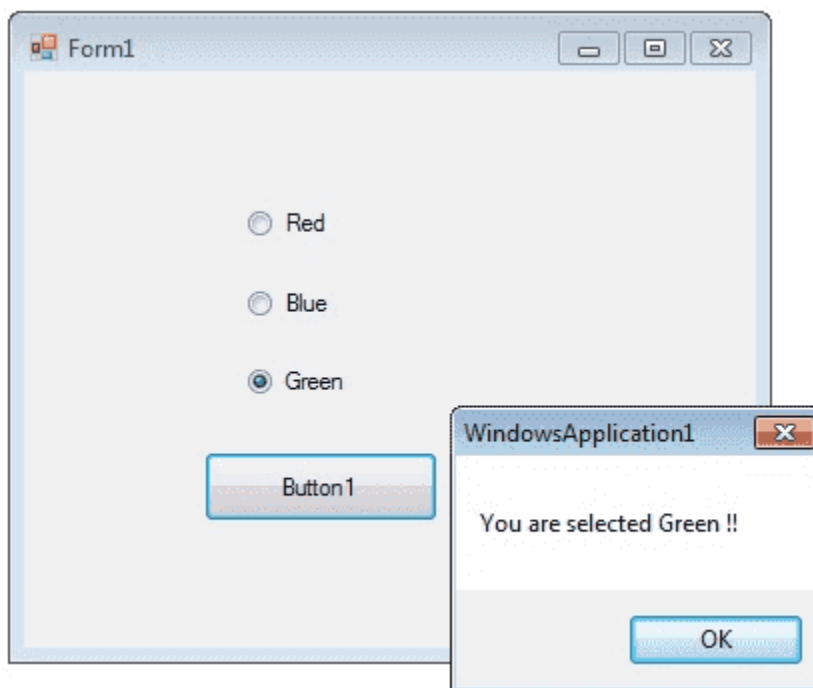 Form1
Red
Blue
Green
Button1
WindowsApplication1
You are selected Green !!
OK